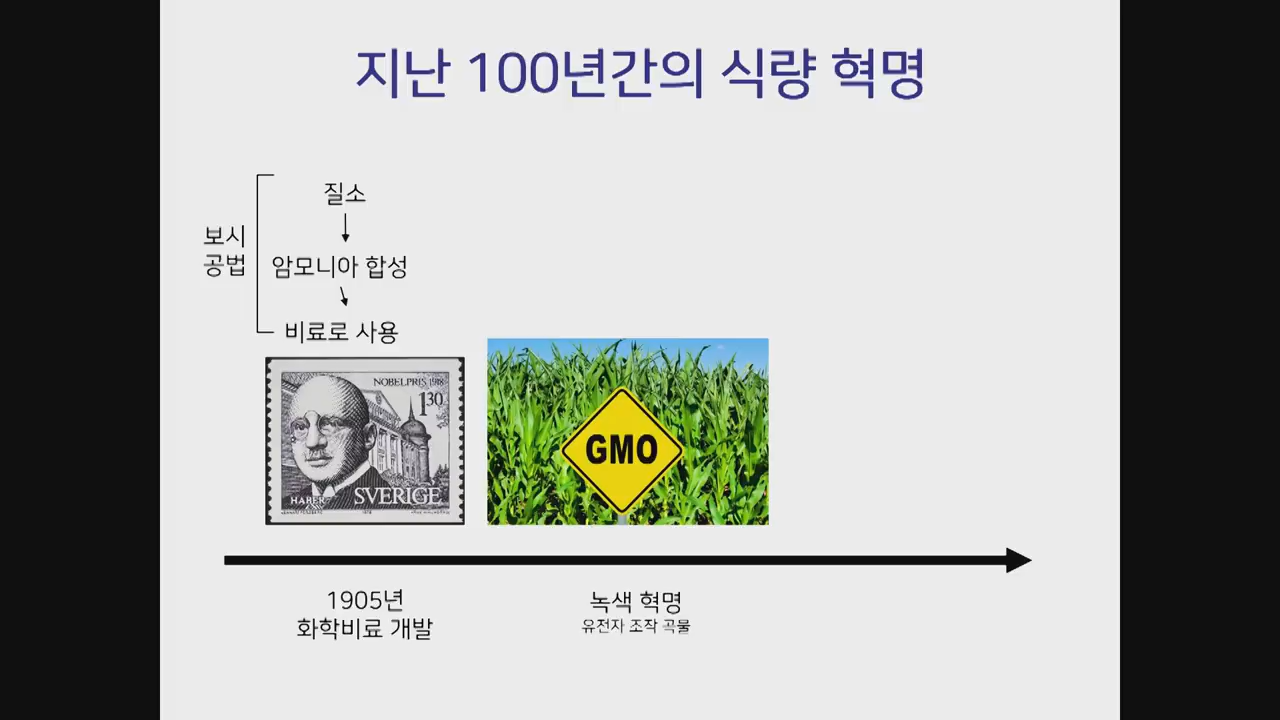 지난 100년간의 식량 혁명
질소
보시
공법
암모니아 합성
비료로 사용
NOBELPRIS 1918
130
HABER
SVERIGE
GMO
1905년
화학비료 개발
녹색 혁명
유전자 조작 곡물